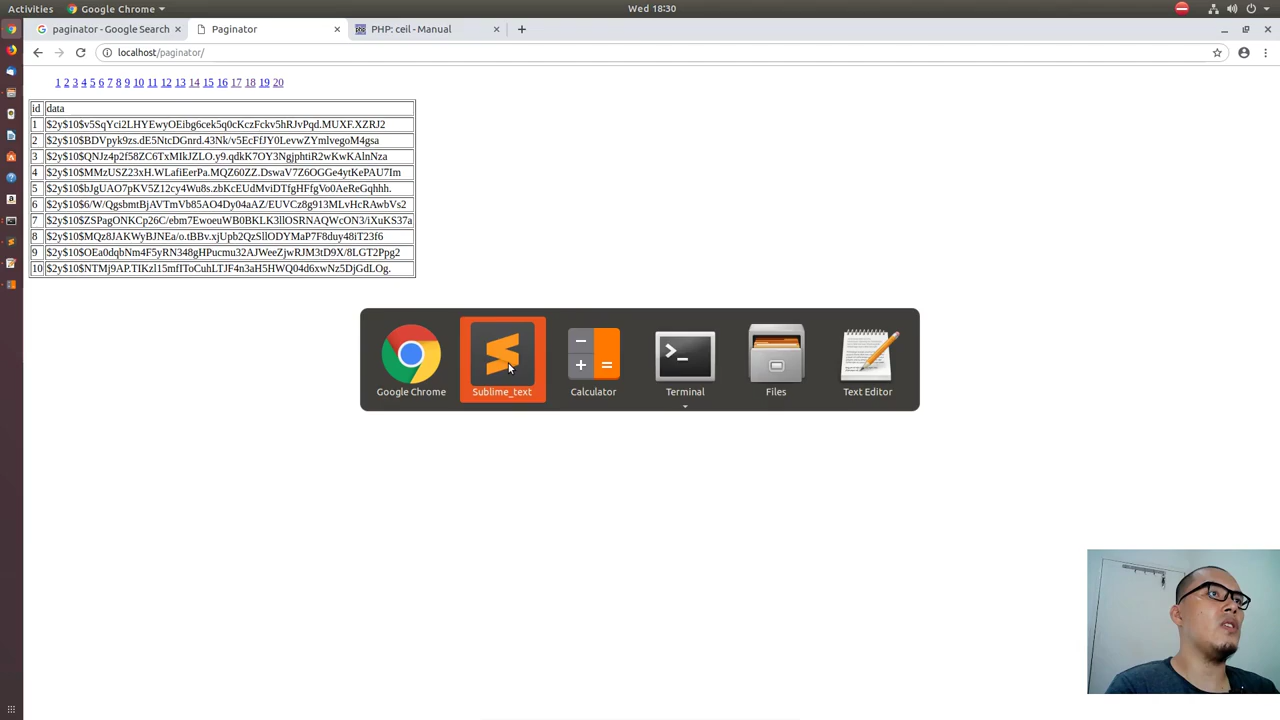 Activities Google Chrome Wed 18:30
paginator - Google Search Paginator PHP: ceil - Manual
localhost/paginator/
1 2 3 4 5 6 7 8 9 10 11 12 13 14 15 16 17 18 19 20
id data
1 $2y$10$v5SqYci2LHYEwyOEibg6cek5q0cKczFckv5hRJvPqd.MUXF.XZRJ2
2 $2y$10$BDVpyk9zs.dE5NtcDGnrd.43Nk/v5EcFfJY0LevwZYmlvegoM4gsa
3 $2y$10$QNJz4p2f58ZC6TxMIkJZLO.y9.qdkK7OY3NgjphtiR2wKwKAlnNza
4 $2y$10$MMzUSZ23xH.WLafiEerPa.MQZ60ZZ.DswaV7Z6OGGe4ytKePAU7Im
5 $2y$10$bJgUAO7pKV5Z12cy4Wu8s.zbKcEUdMviDTfgHFfgVo0AeReGqhhh.
6 $2y$10$6/W/QgsbmtBjAVTmVb85AO4Dy04aAZ/EUVCz8g913MLvHcRAwbVs2
7 $2y$10$ZSPagONKCp26C/ebm7EwoeuWB0BKLK3llOSRNAQWcON3/iXuKS37a
8 $2y$10$MQz8JAKWyBJNEa/o.tBBv.xjUpb2QzSllODYMaP7F8duy48iT23f6
9 $2y$10$OEa0dqbNm4F5yRN348gHPucmu32AJWeeZjwRJM3tD9X/8LGT2Ppg2
10 $2y$10$NTMj9AP.TIKzl15mfIToCuhLTJF4n3aH5HWQ04d6xwNz5DjGdLOg.
Google Chrome Sublime_text Calculator Terminal Files Text Editor